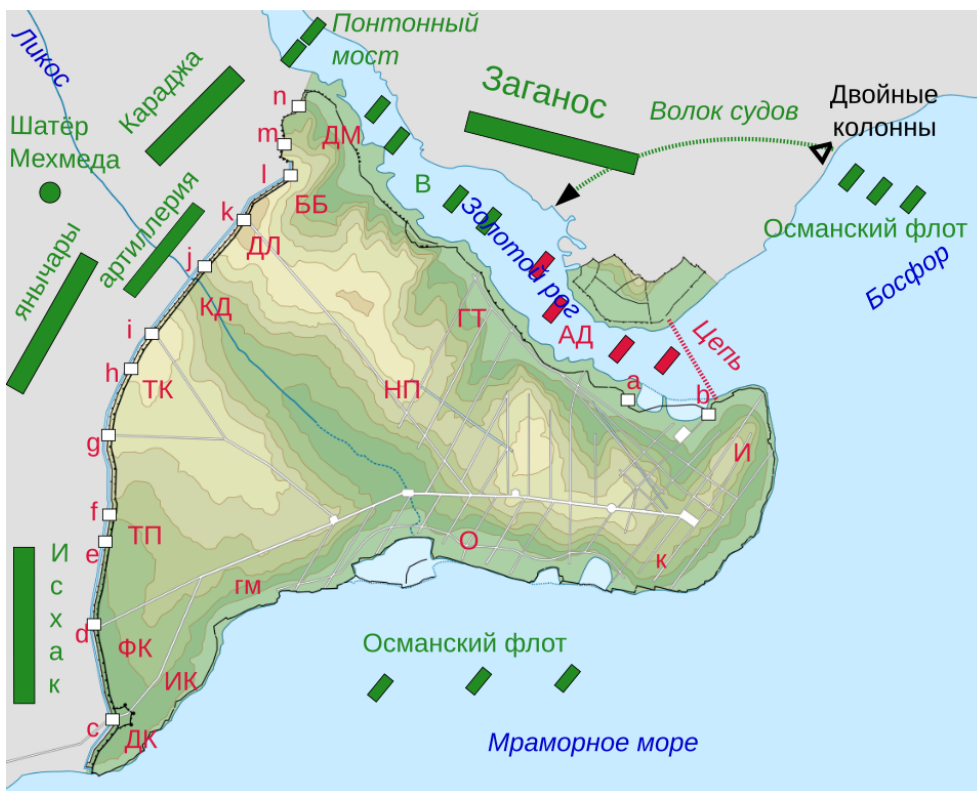 Понтонный
мост
Ликос
Караджа
Заганос
Волок судов
Двойные
колонны
Шатёр
Мехмеда
n
m
ДМ
l
ББ
В
k
ДЛ
артиллерия
янычары
Золотой рог
Османский флот
Босфор
j
КД
i
ГТ
АД
Цепь
h
ТК
НП
a
b
g
И
f
ТП
e
О
к
Исхак
гм
d
ФК
ИК
Османский флот
c
ДК
Мраморное море